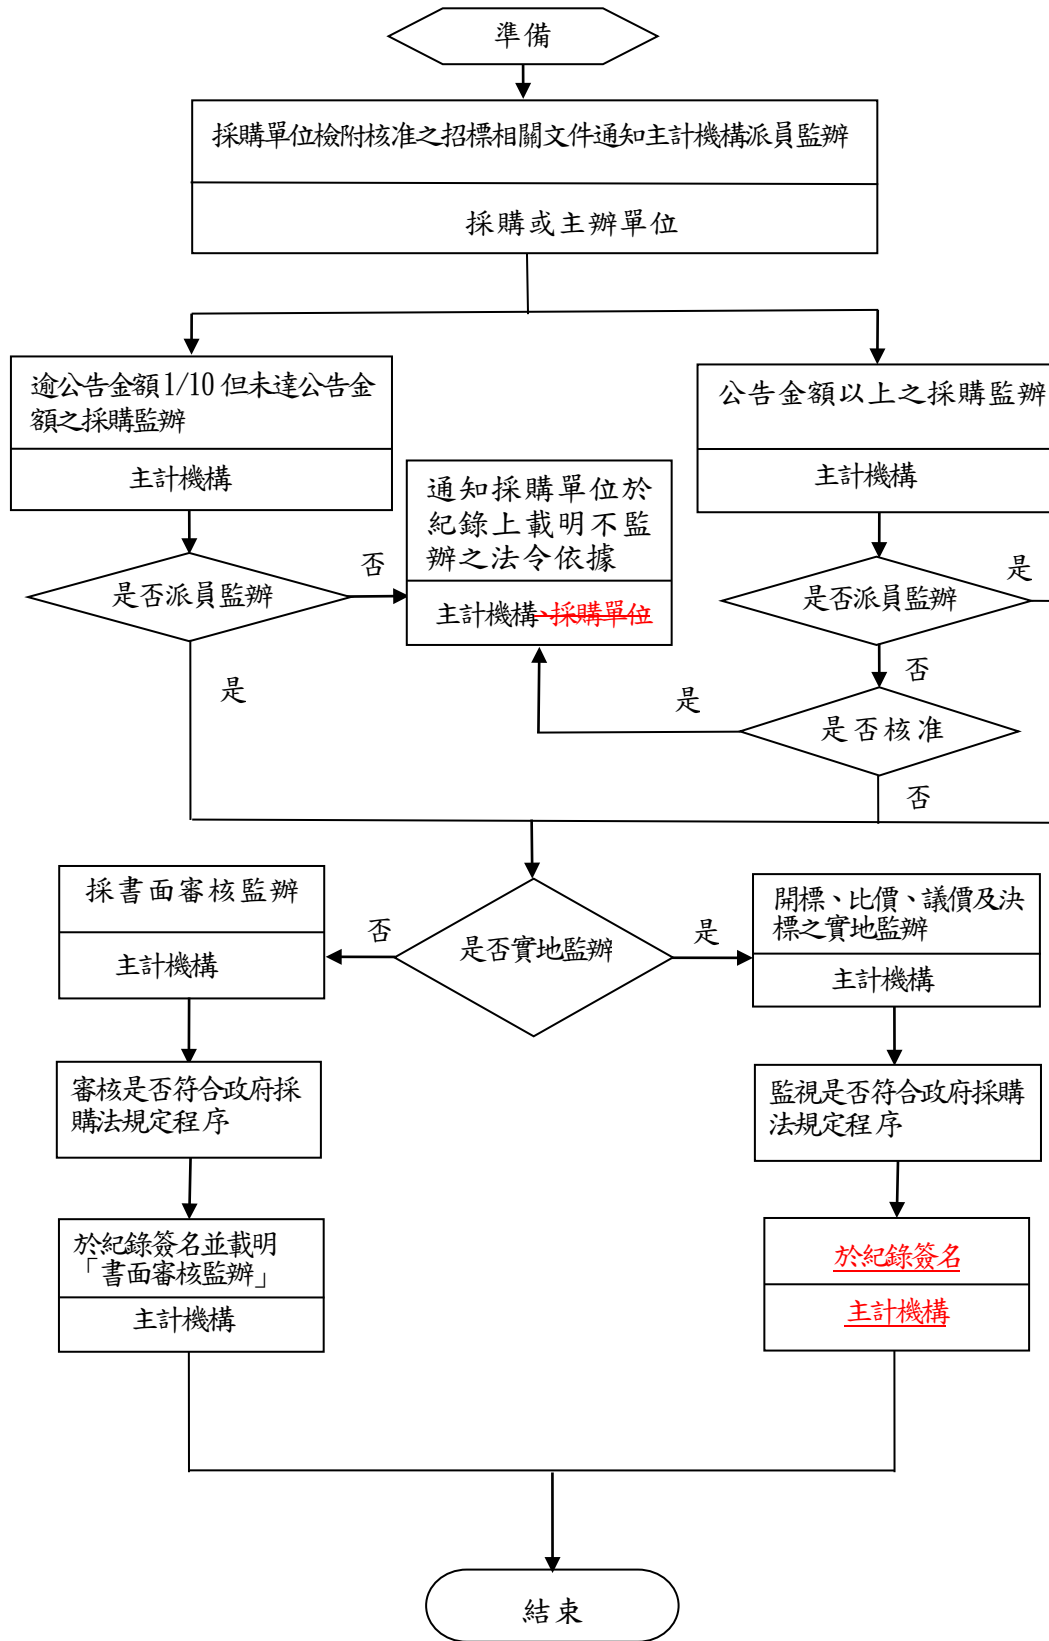 準備
採購單位檢附核准之招標相關文件通知主計機構派員監辦
採購或主辦單位
逾公告金額1/10但未達公告金
額之採購監辦
主計機構
公告金額以上之採購監辦
主計機構
通知採購單位於
紀錄上載明不監
辦之法令依據
主計機構、採購單位
是否派員監辦
否
是
是否派員監辦
是
否
是否核准
是
否
採書面審核監辦
主計機構
否
是否實地監辦
是
開標、比價、議價及決
標之實地監辦
主計機構
審核是否符合政府採
購法規定程序
監視是否符合政府採購
法規定程序
於紀錄簽名並載明
「書面審核監辦」
主計機構
於紀錄簽名
主計機構
結束